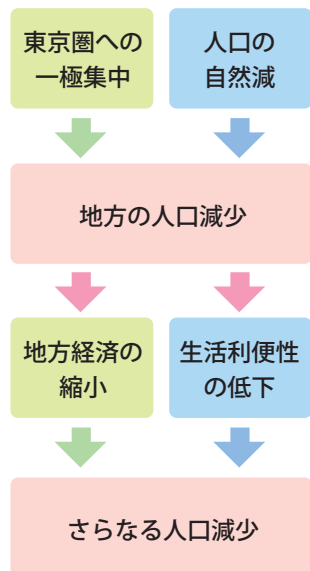 東京圏への
一極集中
人口の
自然減
地方の人口減少
地方経済の
縮小
生活利便性
の低下
さらなる人口減少